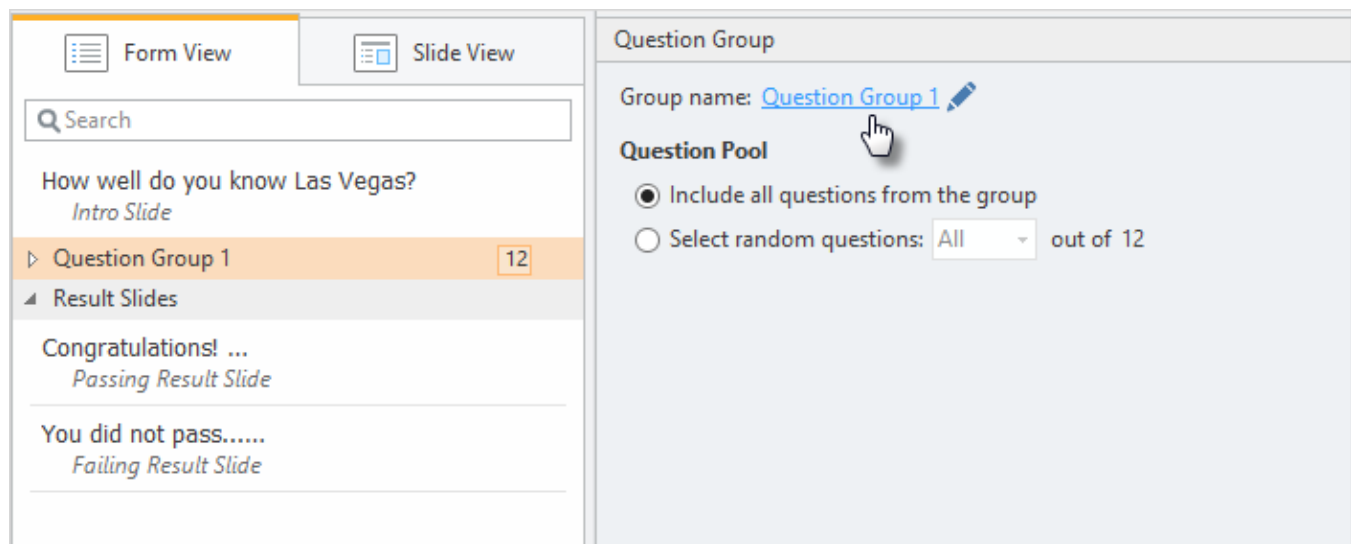 Form View
Slide View
Search
How well do you know Las Vegas?
Intro Slide
Question Group 1 12
Result Slides
Congratulations! ...
Passing Result Slide
You did not pass......
Failing Result Slide
Question Group
Group name: Question Group 1
Question Pool
Include all questions from the group
Select random questions: All out of 12